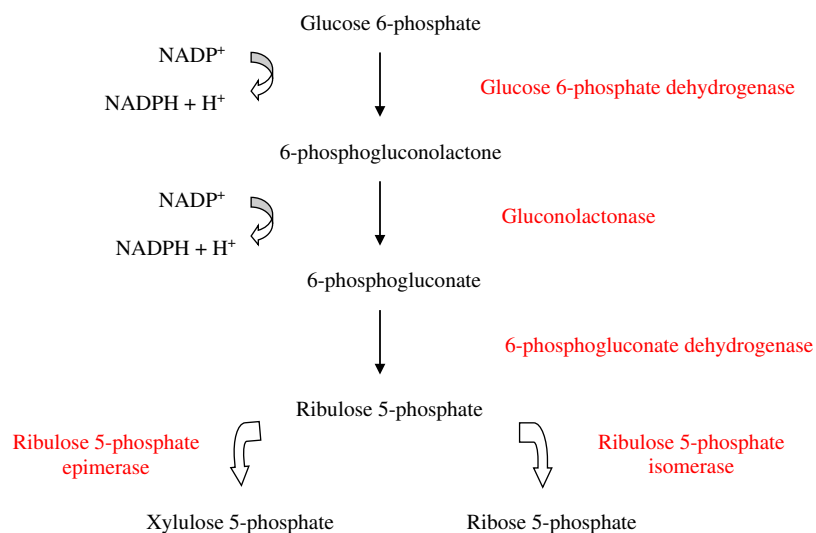 Glucose 6-phosphate
NADP⁺
NADPH + H⁺
Glucose 6-phosphate dehydrogenase
6-phosphogluconolactone
NADP⁺
NADPH + H⁺
Gluconolactonase
6-phosphogluconate
6-phosphogluconate dehydrogenase
Ribulose 5-phosphate
Ribulose 5-phosphate
epimerase
Ribulose 5-phosphate
isomerase
Xylulose 5-phosphate
Ribose 5-phosphate